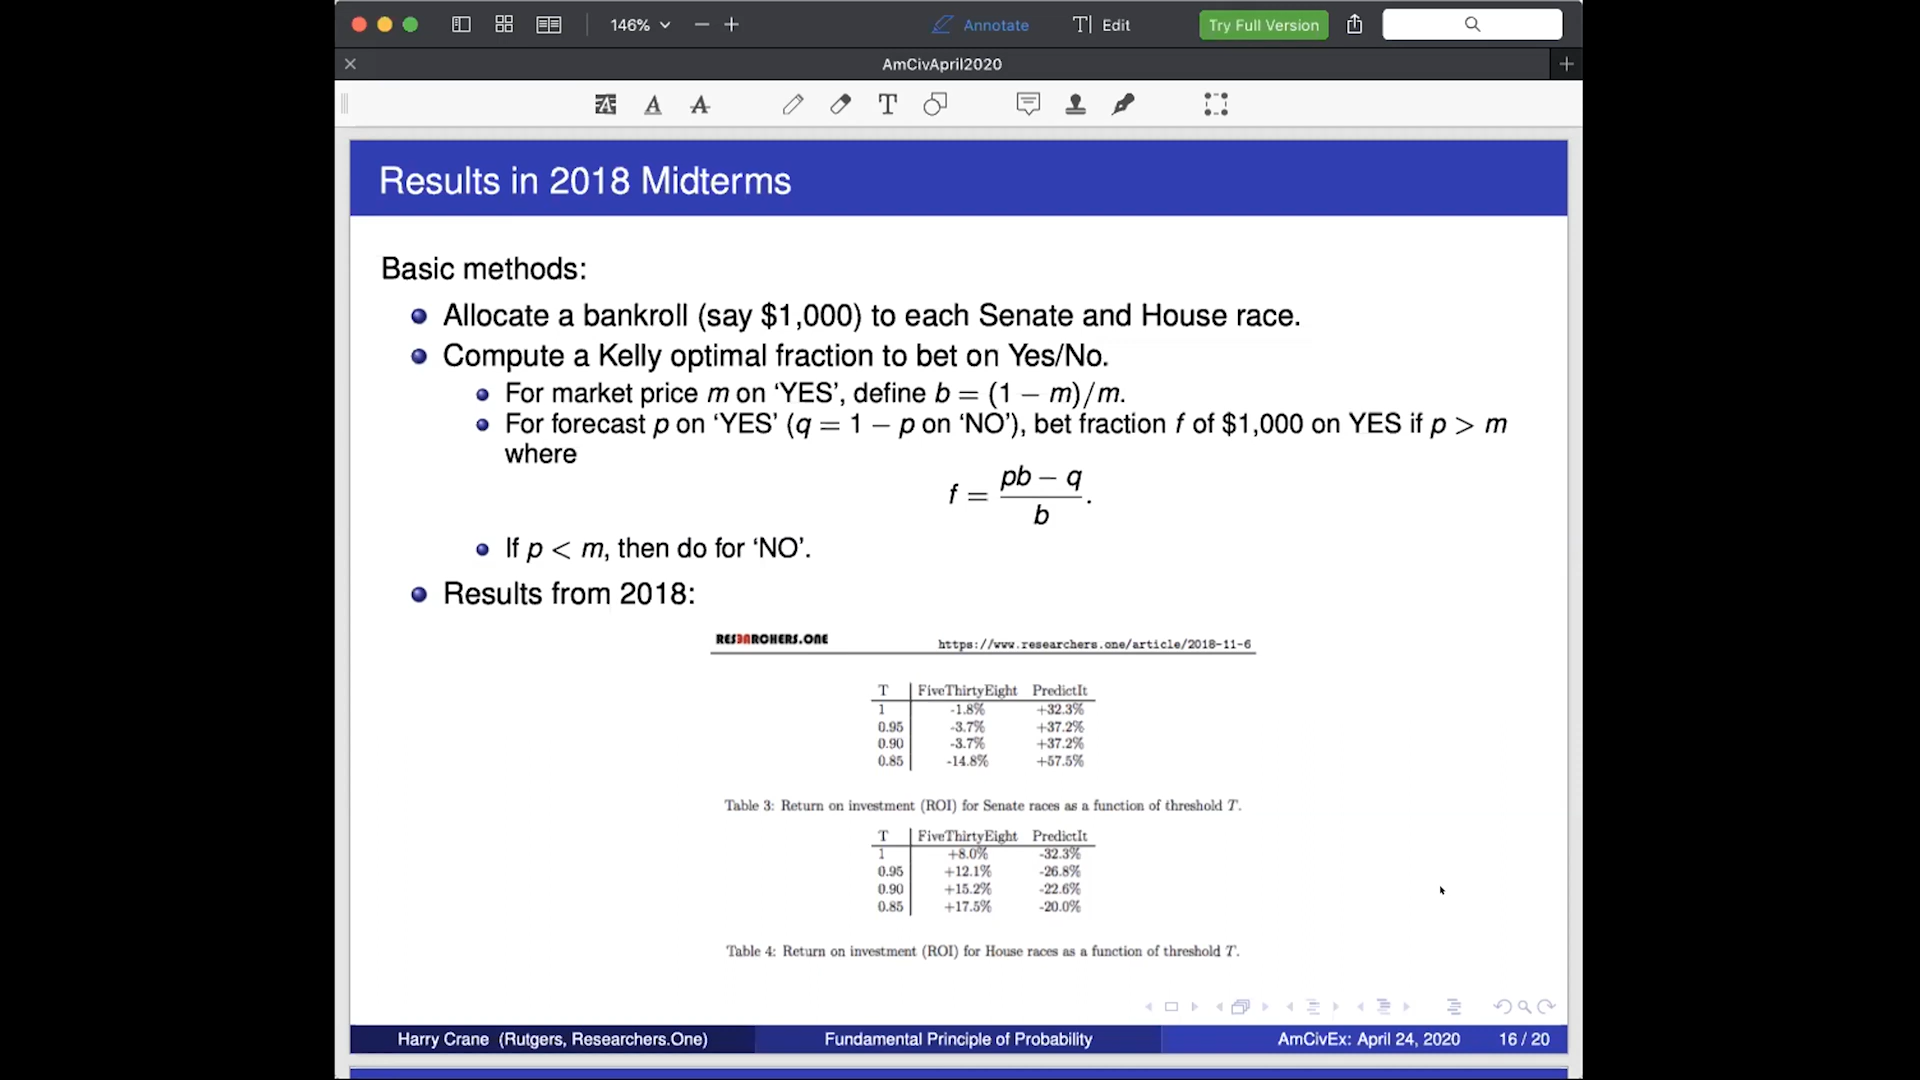 146%
Annotate
Edit
Try Full Version
AmCivApril2020
Results in 2018 Midterms
Basic methods:
Allocate a bankroll (say $1,000) to each Senate and House race.
Compute a Kelly optimal fraction to bet on Yes/No.
For market price m on ‘YES’, define b = (1 − m)/m.
For forecast p on ‘YES’ (q = 1 − p on ‘NO’), bet fraction f of $1,000 on YES if p > m
where
f = (pb − q)/b.
If p < m, then do for ‘NO’.
Results from 2018:
RESEARCHERS.ONE https://www.researchers.one/article/2018-11-6
T FiveThirtyEight PredictIt
1 -1.8% +32.3%
0.95 -3.7% +37.2%
0.90 -3.7% +37.2%
0.85 -14.8% +57.5%
Table 3: Return on investment (ROI) for Senate races as a function of threshold T.
T FiveThirtyEight PredictIt
1 +8.0% -32.3%
0.95 +12.1% -26.8%
0.90 +15.2% -22.6%
0.85 +17.5% -20.0%
Table 4: Return on investment (ROI) for House races as a function of threshold T.
Harry Crane (Rutgers, Researchers.One) Fundamental Principle of Probability AmCivEx: April 24, 2020 16 / 20